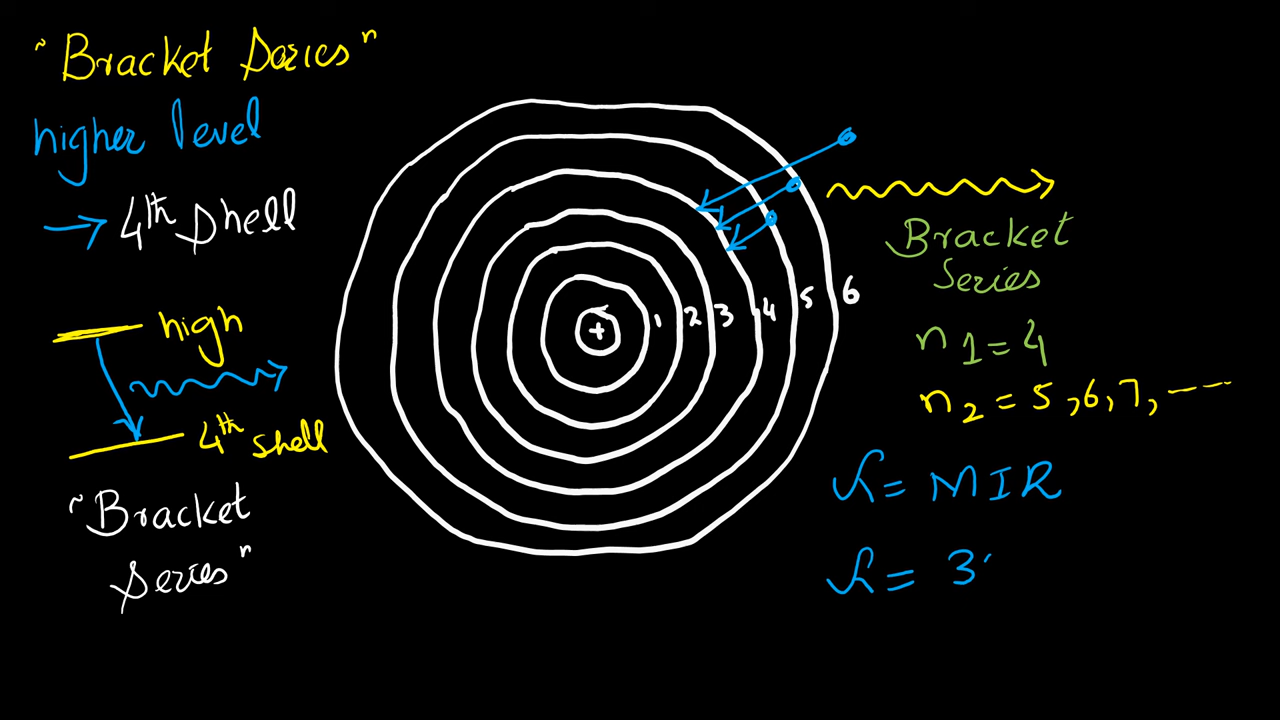 "Bracket Series"
higher level
→ 4th Shell
high
4th shell
"Bracket
Series"
+
1 2 3 4 5 6
Bracket
Series
n1 = 4
n2 = 5, 6, 7, ----
λ = MIR
λ = 3